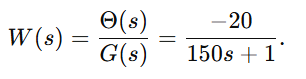 W(s) = Θ(s)/G(s) = −20/(150s + 1).